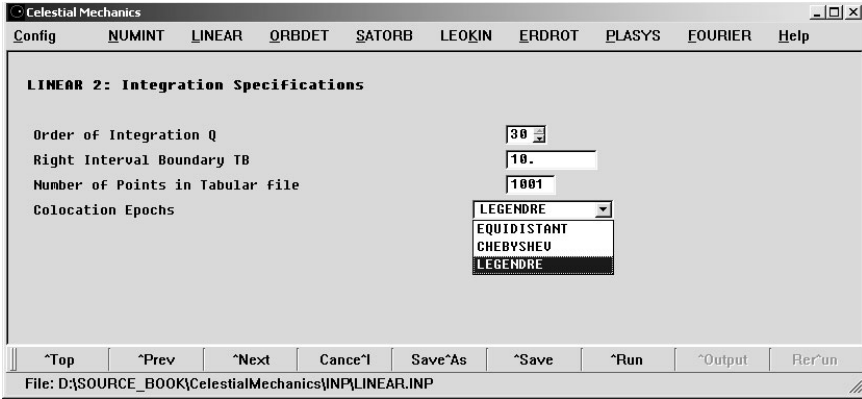 Celestial Mechanics
Config NUMINT LINEAR ORBDET SATORB LEOKIN ERDROT PLASYS FOURIER Help
LINEAR 2: Integration Specifications
Order of Integration Q 30
Right Interval Boundary TB 10.
Number of Points in Tabular file 1001
Colocation Epochs LEGENDRE
EQUIDISTANT
CHEBYSHEV
LEGENDRE
^Top ^Prev ^Next Cance^l Save^As ^Save ^Run ^Output Rer^un
File: D:\SOURCE_BOOK\CelestialMechanics\INP\LINEAR.INP